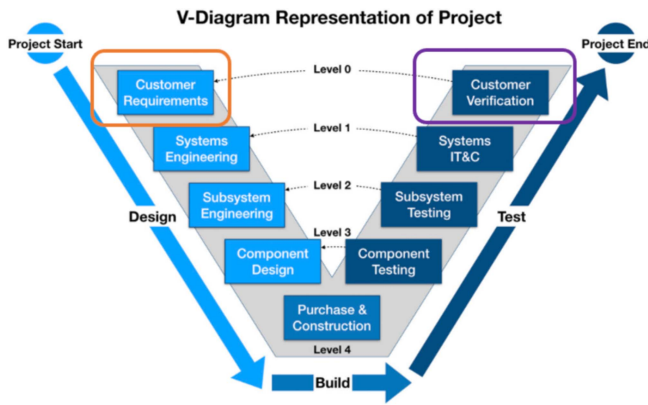 V-Diagram Representation of Project
Project Start
Project End
Customer
Requirements
Level 0
Customer
Verification
Systems
Engineering
Level 1
Systems
IT&C
Subsystem
Engineering
Level 2
Subsystem
Testing
Design
Test
Component
Design
Level 3
Component
Testing
Purchase &
Construction
Level 4
Build